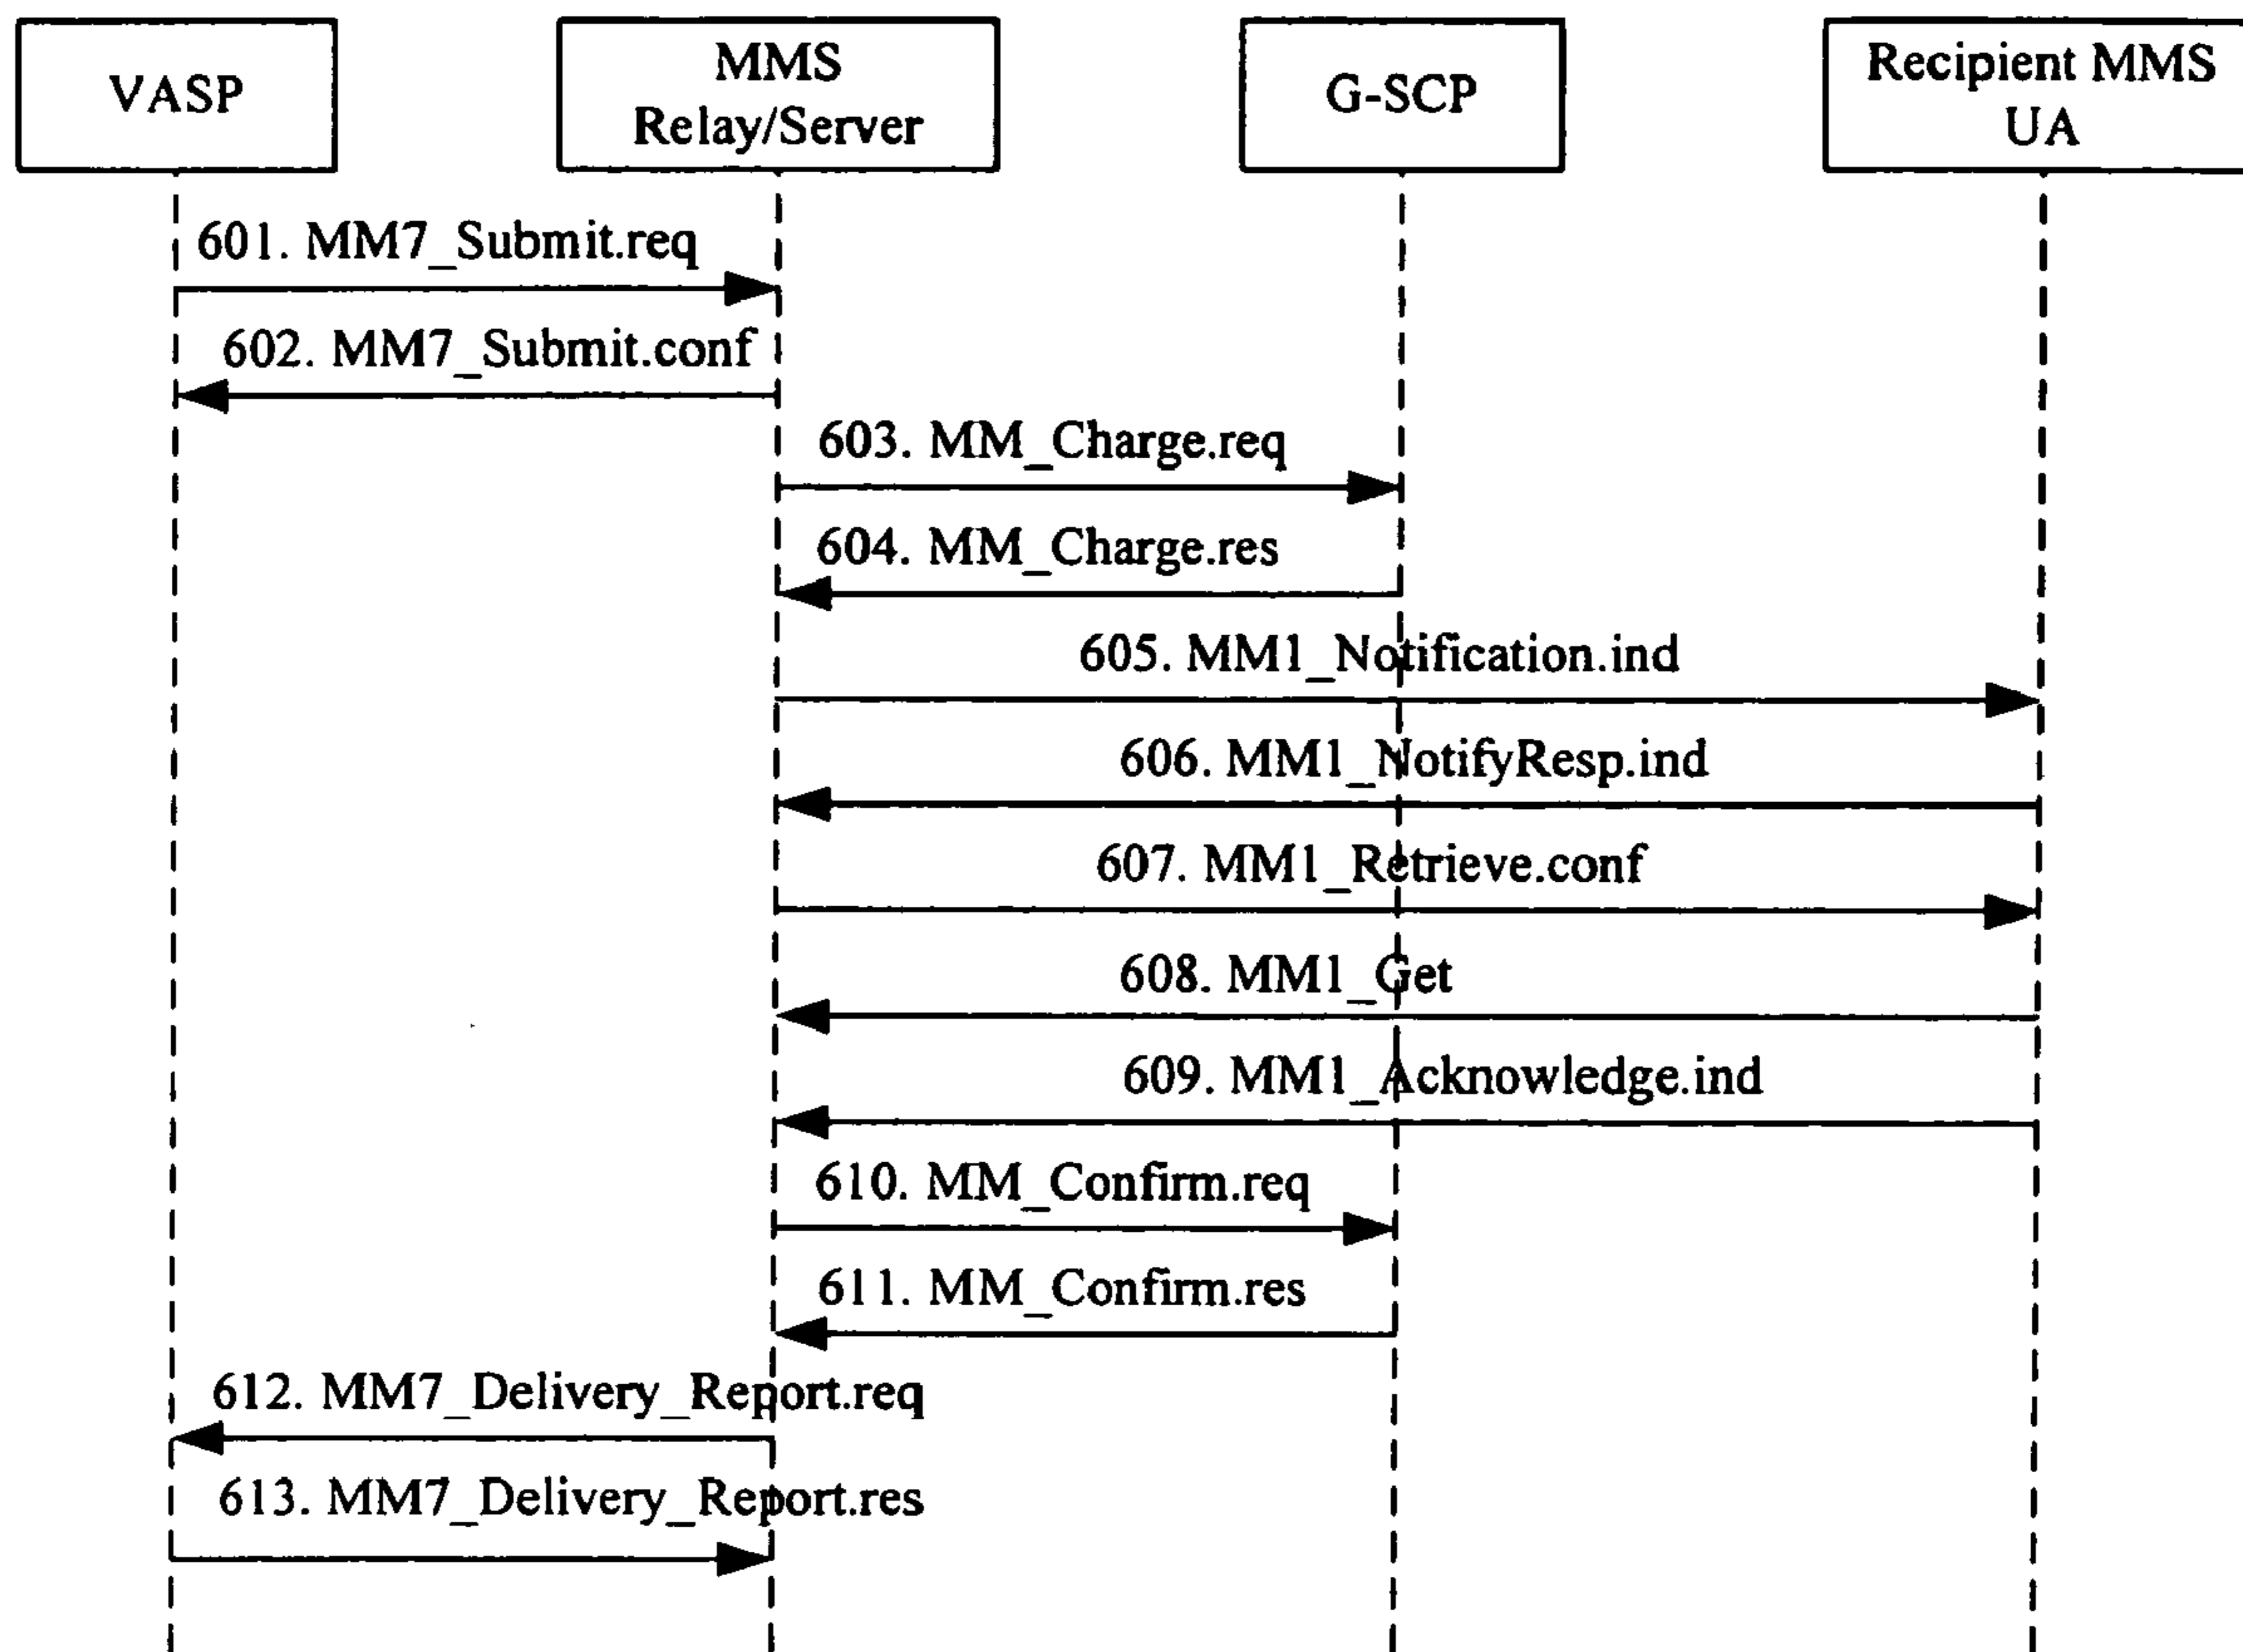 VASP
MMS
Relay/Server
G-SCP
Recipient MMS
UA
601. MM7_Submit.req
602. MM7_Submit.conf
603. MM_Charge.req
604. MM_Charge.res
605. MM1_Notification.ind
606. MM1_NotifyResp.ind
607. MM1_Retrieve.conf
608. MM1_Get
609. MM1_Acknowledge.ind
610. MM_Confirm.req
611. MM_Confirm.res
612. MM7_Delivery_Report.req
613. MM7_Delivery_Report.res